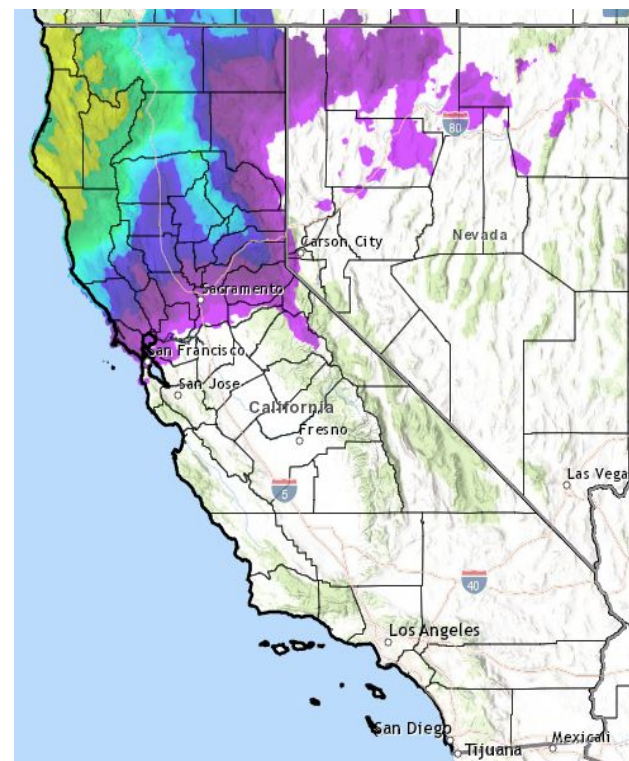 80
Nevada
Carson City
Sacramento
San Francisco
San Jose
California
Fresno
5
Las Vega
40
Los Angeles
San Diego
Tijuana
Mexicali